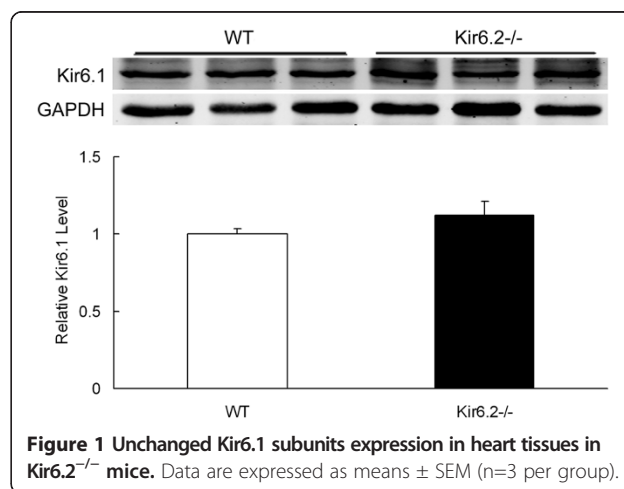 WT Kir6.2-/-
Kir6.1
GAPDH
1.5
1
0.5
0
Relative Kir6.1 Level
WT Kir6.2-/-
Figure 1 Unchanged Kir6.1 subunits expression in heart tissues in
Kir6.2−/− mice. Data are expressed as means ± SEM (n=3 per group).